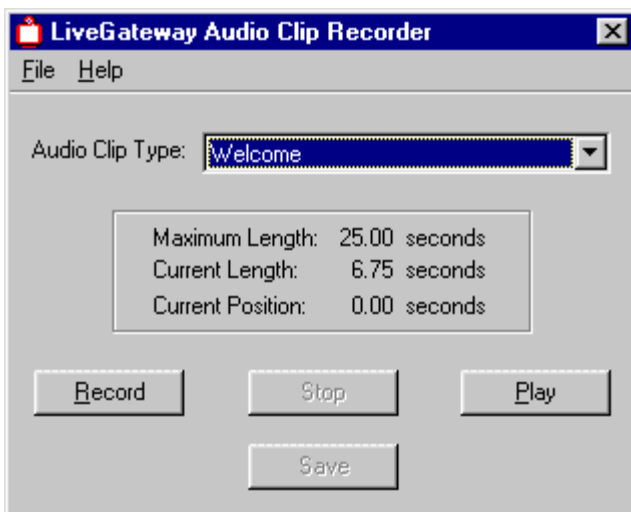 LiveGateway Audio Clip Recorder
File Help
Audio Clip Type: Welcome
Maximum Length: 25.00 seconds
Current Length: 6.75 seconds
Current Position: 0.00 seconds
Record Stop Play
Save